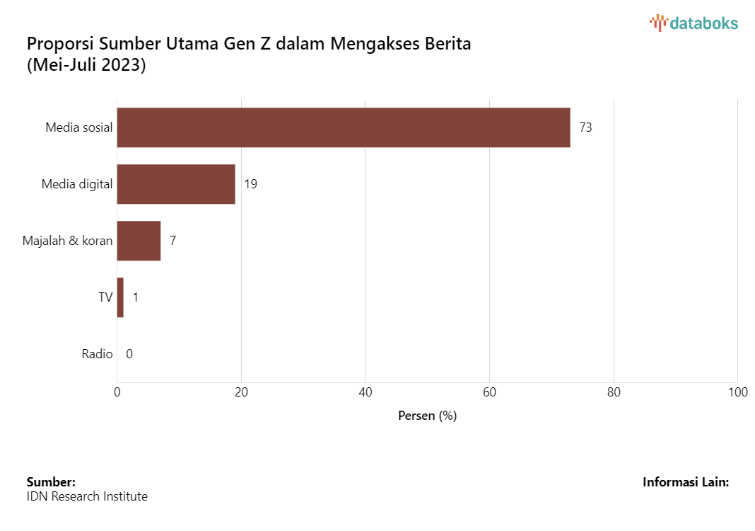 databoks
Proporsi Sumber Utama Gen Z dalam Mengakses Berita
(Mei-Juli 2023)
Media sosial 73
Media digital 19
Majalah & koran 7
TV 1
Radio 0
0 20 40 60 80 100
Persen (%)
Sumber: Informasi Lain:
IDN Research Institute